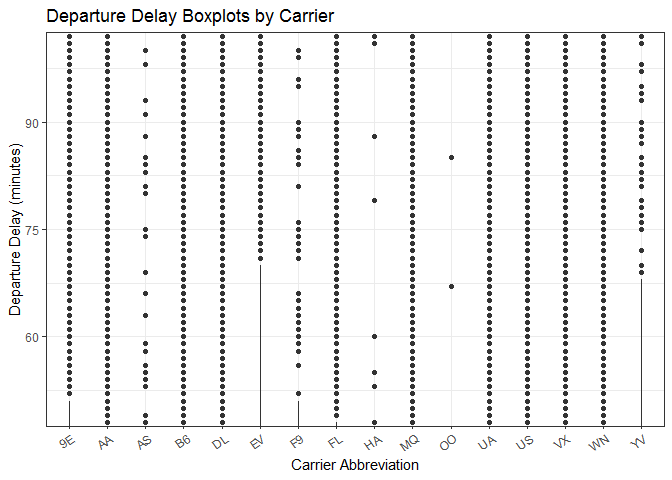 Departure Delay Boxplots by Carrier
Departure Delay (minutes)
90
75
60
9E AA AS B6 DL EV F9 FL HA MQ OO UA US VX WN YV
Carrier Abbreviation